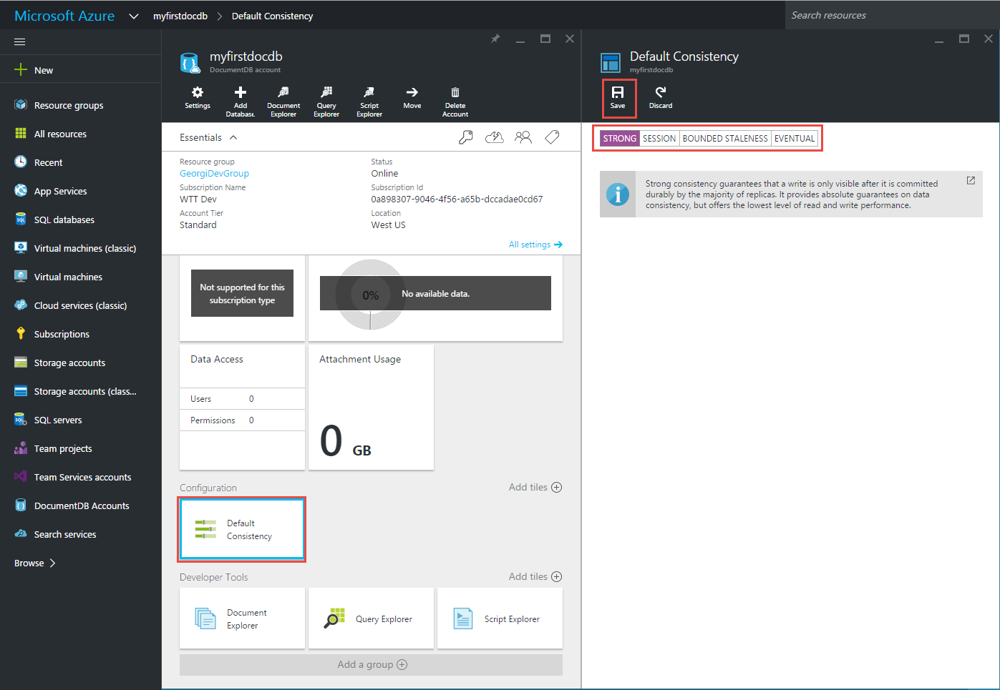 Microsoft Azure
myfirstdocdb
Default Consistency
Search resources
New
Resource groups
All resources
Recent
App Services
SQL databases
Virtual machines (classic)
Virtual machines
Cloud services (classic)
Subscriptions
Storage accounts
Storage accounts (class...
SQL servers
Team projects
Team Services accounts
DocumentDB Accounts
Search services
Browse
myfirstdocdb
DocumentDB account
Settings
Add
Database.
Document
Explorer
Query
Explorer
Script
Explorer
Move
Delete
Account
Essentials
Resource group
GeorgiDevGroup
Subscription Name
WTT Dev
Account Tier
Standard
Status
Online
Subscription Id
0a898307-9046-4f56-a65b-dccadae0cd67
Location
West US
All settings
Not supported for this
subscription type
0%
No available data.
Data Access
Users 0
Permissions 0
Attachment Usage
0 GB
Configuration
Add tiles
Default
Consistency
Developer Tools
Add tiles
Document
Explorer
Query Explorer
Script Explorer
Add a group
Default Consistency
myfirstdocdb
Save
Discard
STRONG
SESSION
BOUNDED STALENESS
EVENTUAL
Strong consistency guarantees that a write is only visible after it is committed
durably by the majority of replicas. It provides absolute guarantees on data
consistency, but offers the lowest level of read and write performance.